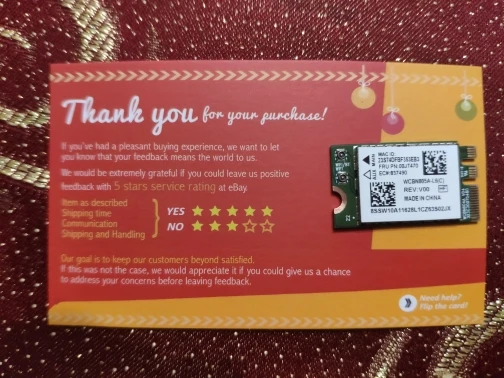 Thank you for your purchase!
If you've had a pleasant buying experience, we want to let
you know that your feedback means the world to us.
We would be extremely grateful if you could leave us positive
feedback with 5 stars service rating at eBay.
Item as described
Shipping time
Communication
Shipping and Handling
YES
NO
Our goal is to keep our customers beyond satisfied.
If this was not the case, we would appreciate it if you could give us a chance
to address your concerns before leaving feedback.
Need help?
Flip the card!
AUX
MAIN
MAC ID:
REV: V00
MADE IN CHINA